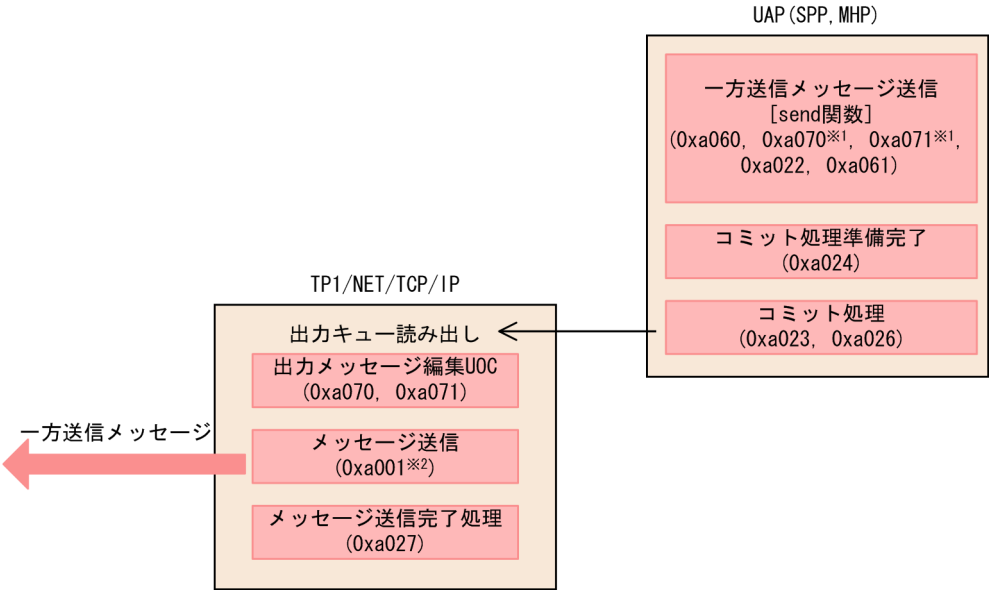 UAP(SPP,MHP)
一方送信メッセージ送信
[send関数]
(0xa060, 0xa070※1, 0xa071※1,
0xa022, 0xa061)
コミット処理準備完了
(0xa024)
コミット処理
(0xa023, 0xa026)
TP1/NET/TCP/IP
出力キュー読み出し
出力メッセージ編集UOC
(0xa070, 0xa071)
一方送信メッセージ
メッセージ送信
(0xa001※2)
メッセージ送信完了処理
(0xa027)